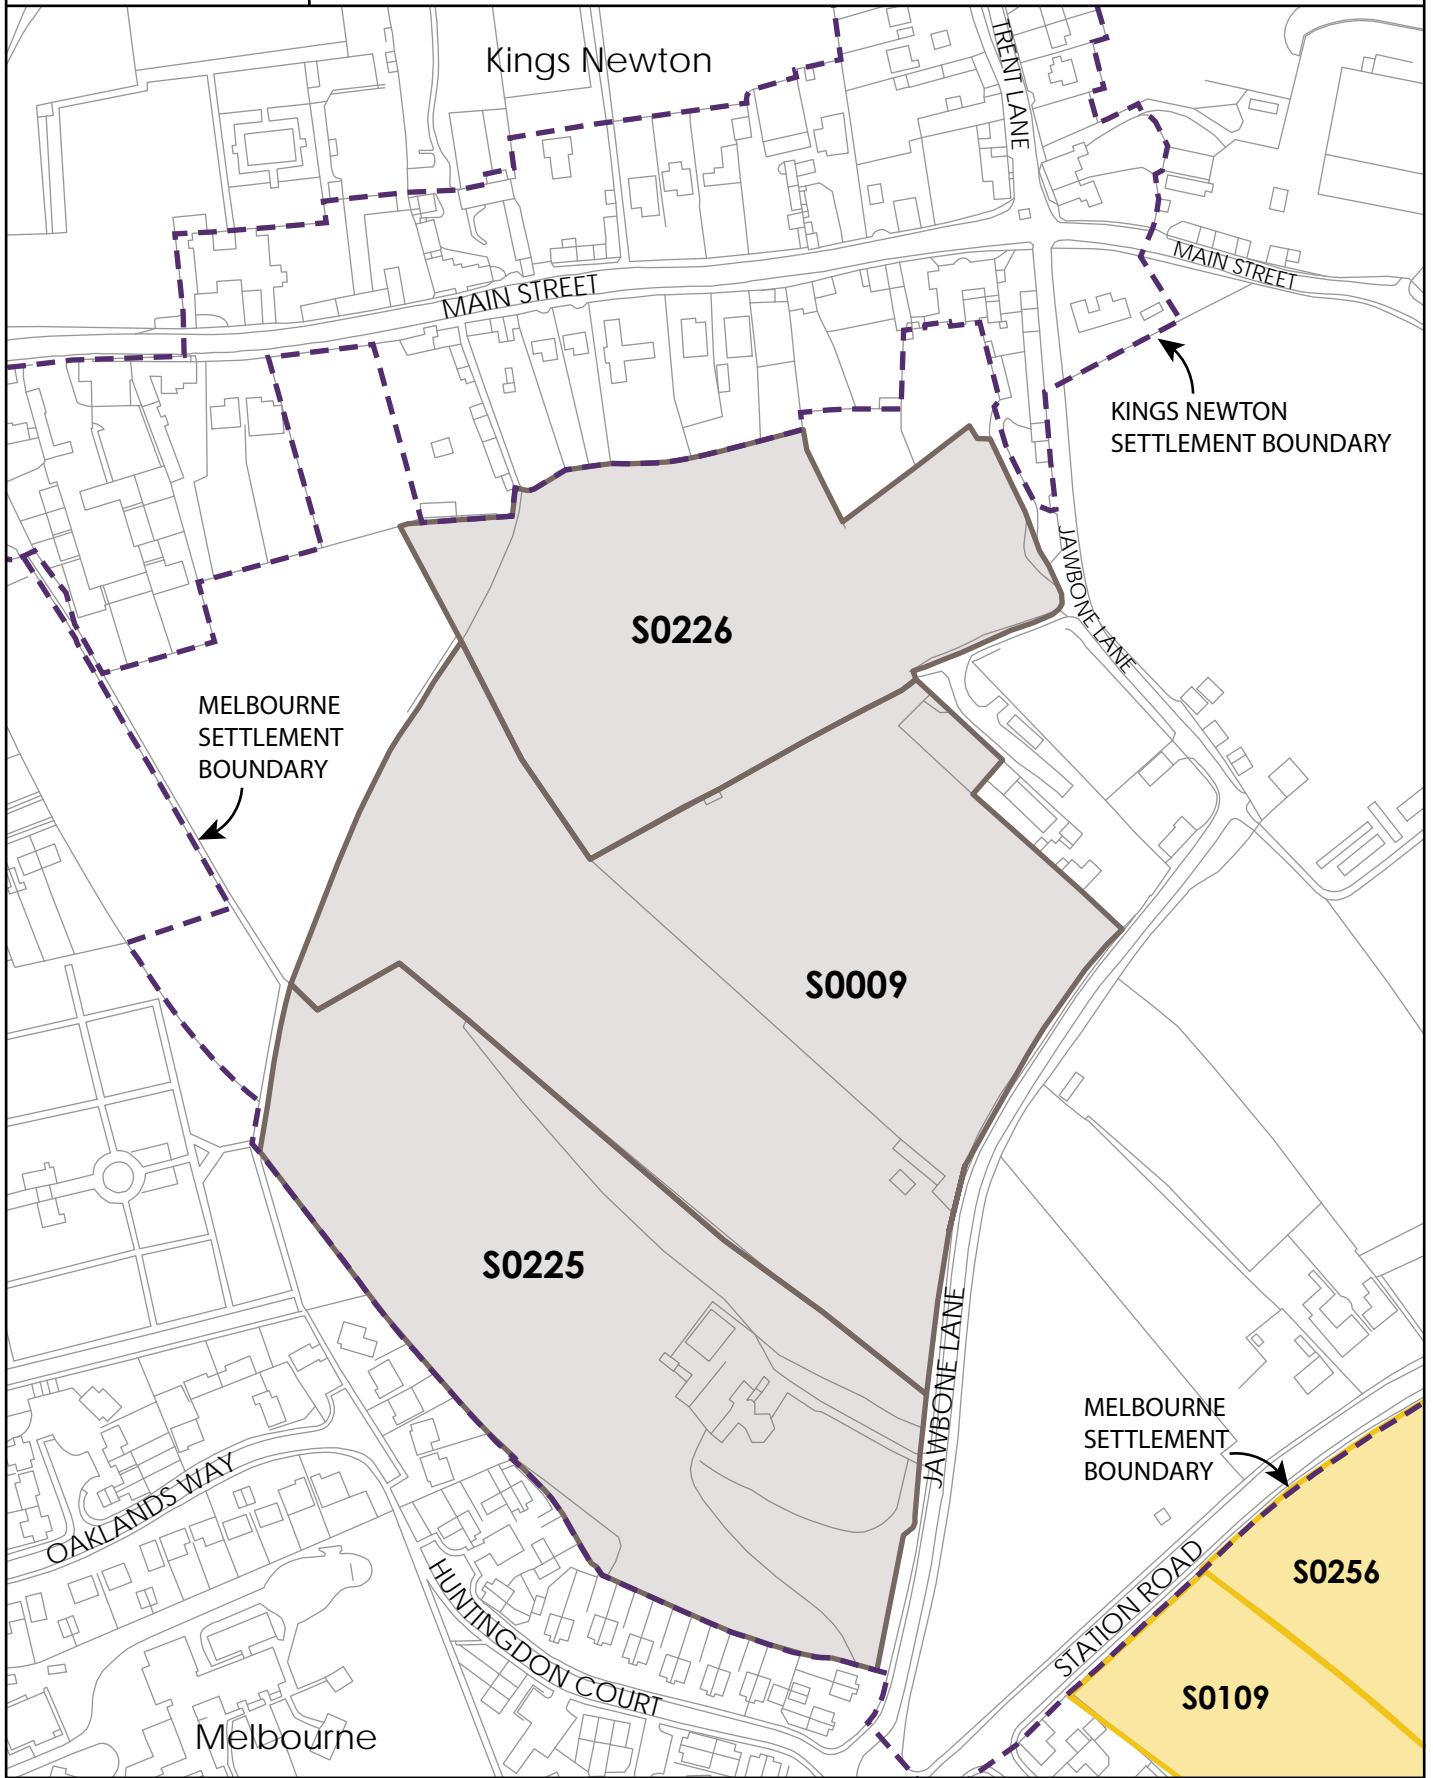 Kings Newton
TRENT LANE
MAIN STREET
MAIN STREET
KINGS NEWTON
SETTLEMENT BOUNDARY
JAWBONE LANE
S0226
MELBOURNE
SETTLEMENT
BOUNDARY
S0009
S0225
JAWBONE LANE
MELBOURNE
SETTLEMENT
BOUNDARY
OAKLANDS WAY
HUNTINGDON COURT
STATION ROAD
S0256
S0109
Melbourne